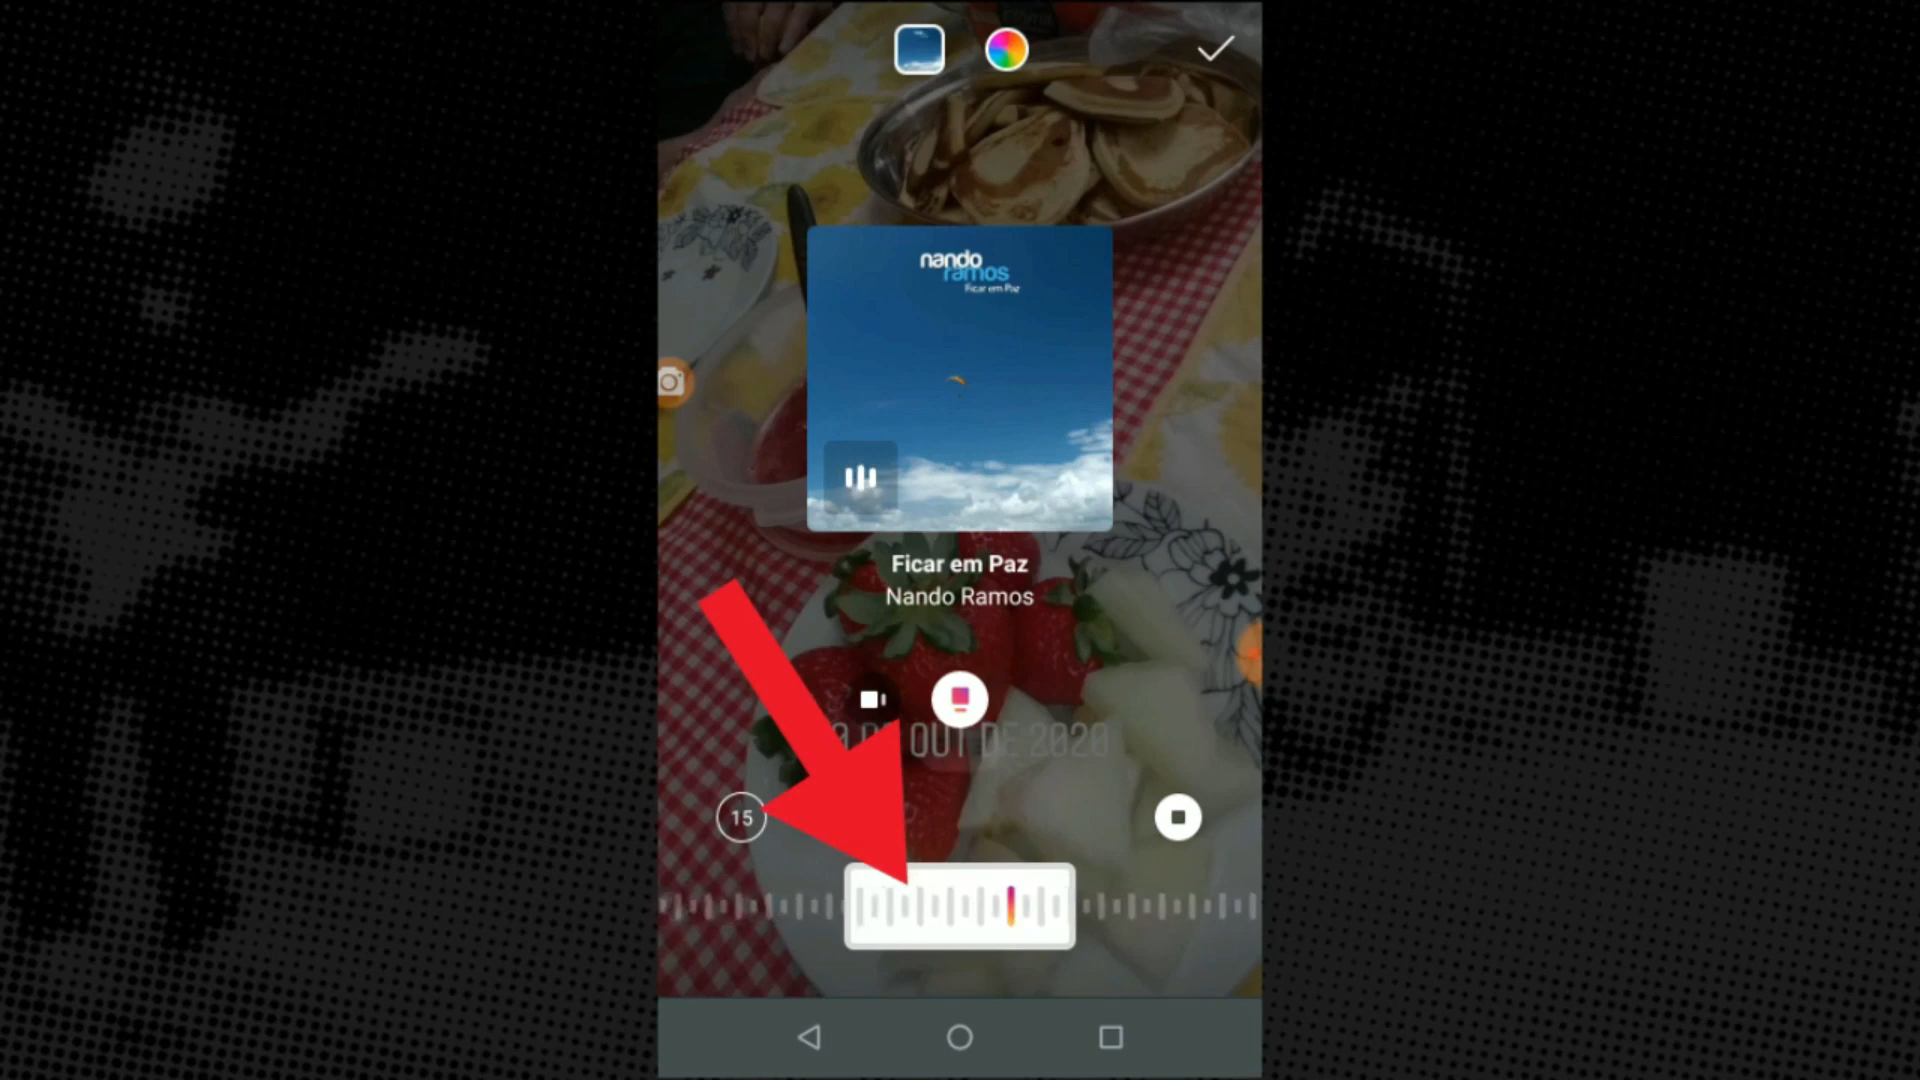 nando
ramos
Ficar em Paz
Ficar em Paz
Nando Ramos
OUT DE 2020
15